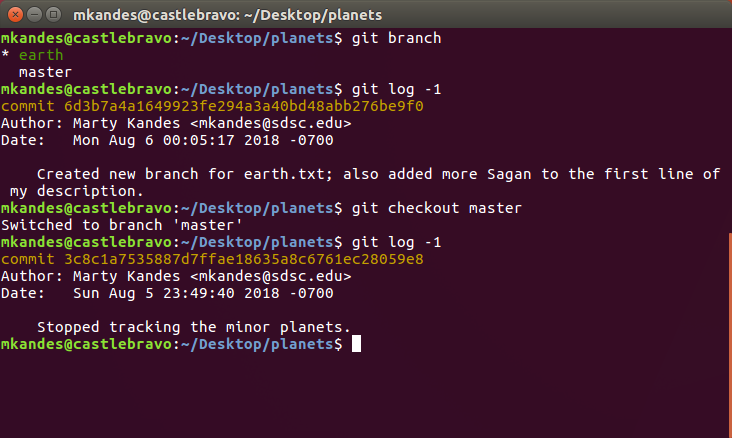 mkandes@castlebravo: ~/Desktop/planets
mkandes@castlebravo:~/Desktop/planets$ git branch
* earth
  master
mkandes@castlebravo:~/Desktop/planets$ git log -1
commit 6d3b7a4a1649923fe294a3a40bd48abb276be9f0
Author: Marty Kandes <mkandes@sdsc.edu>
Date:   Mon Aug 6 00:05:17 2018 -0700

    Created new branch for earth.txt; also added more Sagan to the first line of
 my description.
mkandes@castlebravo:~/Desktop/planets$ git checkout master
Switched to branch 'master'
mkandes@castlebravo:~/Desktop/planets$ git log -1
commit 3c8c1a7535887d7ffae18635a8c6761ec28059e8
Author: Marty Kandes <mkandes@sdsc.edu>
Date:   Sun Aug 5 23:49:40 2018 -0700

    Stopped tracking the minor planets.
mkandes@castlebravo:~/Desktop/planets$